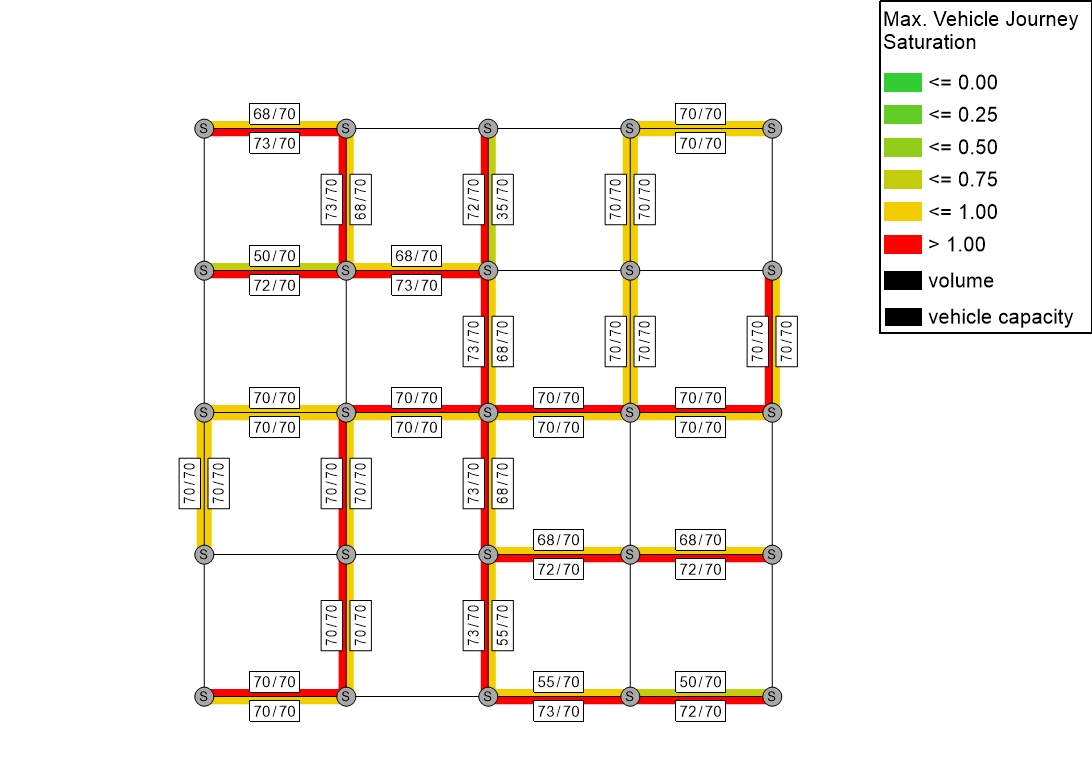 Max. Vehicle Journey
Saturation
<= 0.00
<= 0.25
<= 0.50
<= 0.75
<= 1.00
> 1.00
volume
vehicle capacity
68/70
70/70
S S S S S
73/70
70/70
73/70 68/70 72/70 35/70 70/70 70/70
50/70 68/70
S S S S S
72/70 73/70
73/70 68/70 70/70 70/70 70/70 70/70
70/70 70/70 70/70 70/70
S S S S S
70/70 70/70 70/70 70/70
70/70 70/70 70/70 70/70 73/70 68/70
68/70 68/70
S S S S S
72/70 72/70
70/70 70/70 73/70 55/70
70/70 55/70 50/70
S S S S S
70/70 73/70 72/70